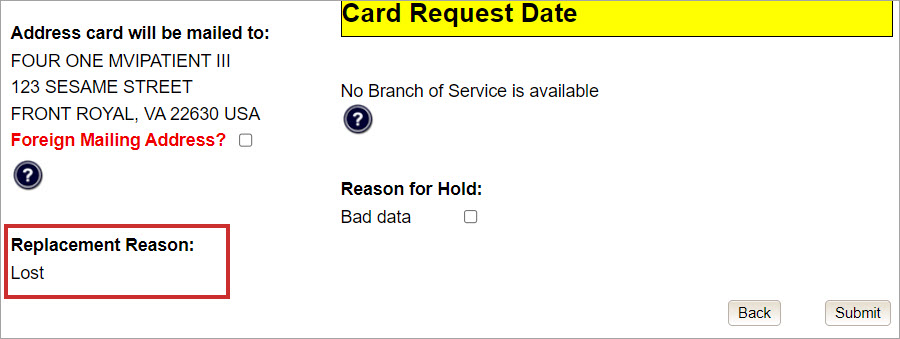 Card Request Date
Address card will be mailed to:
FOUR ONE MVIPATIENT III
123 SESAME STREET
FRONT ROYAL, VA 22630 USA
Foreign Mailing Address?
?
Replacement Reason:
Lost
No Branch of Service is available
?
Reason for Hold:
Bad data
Back
Submit